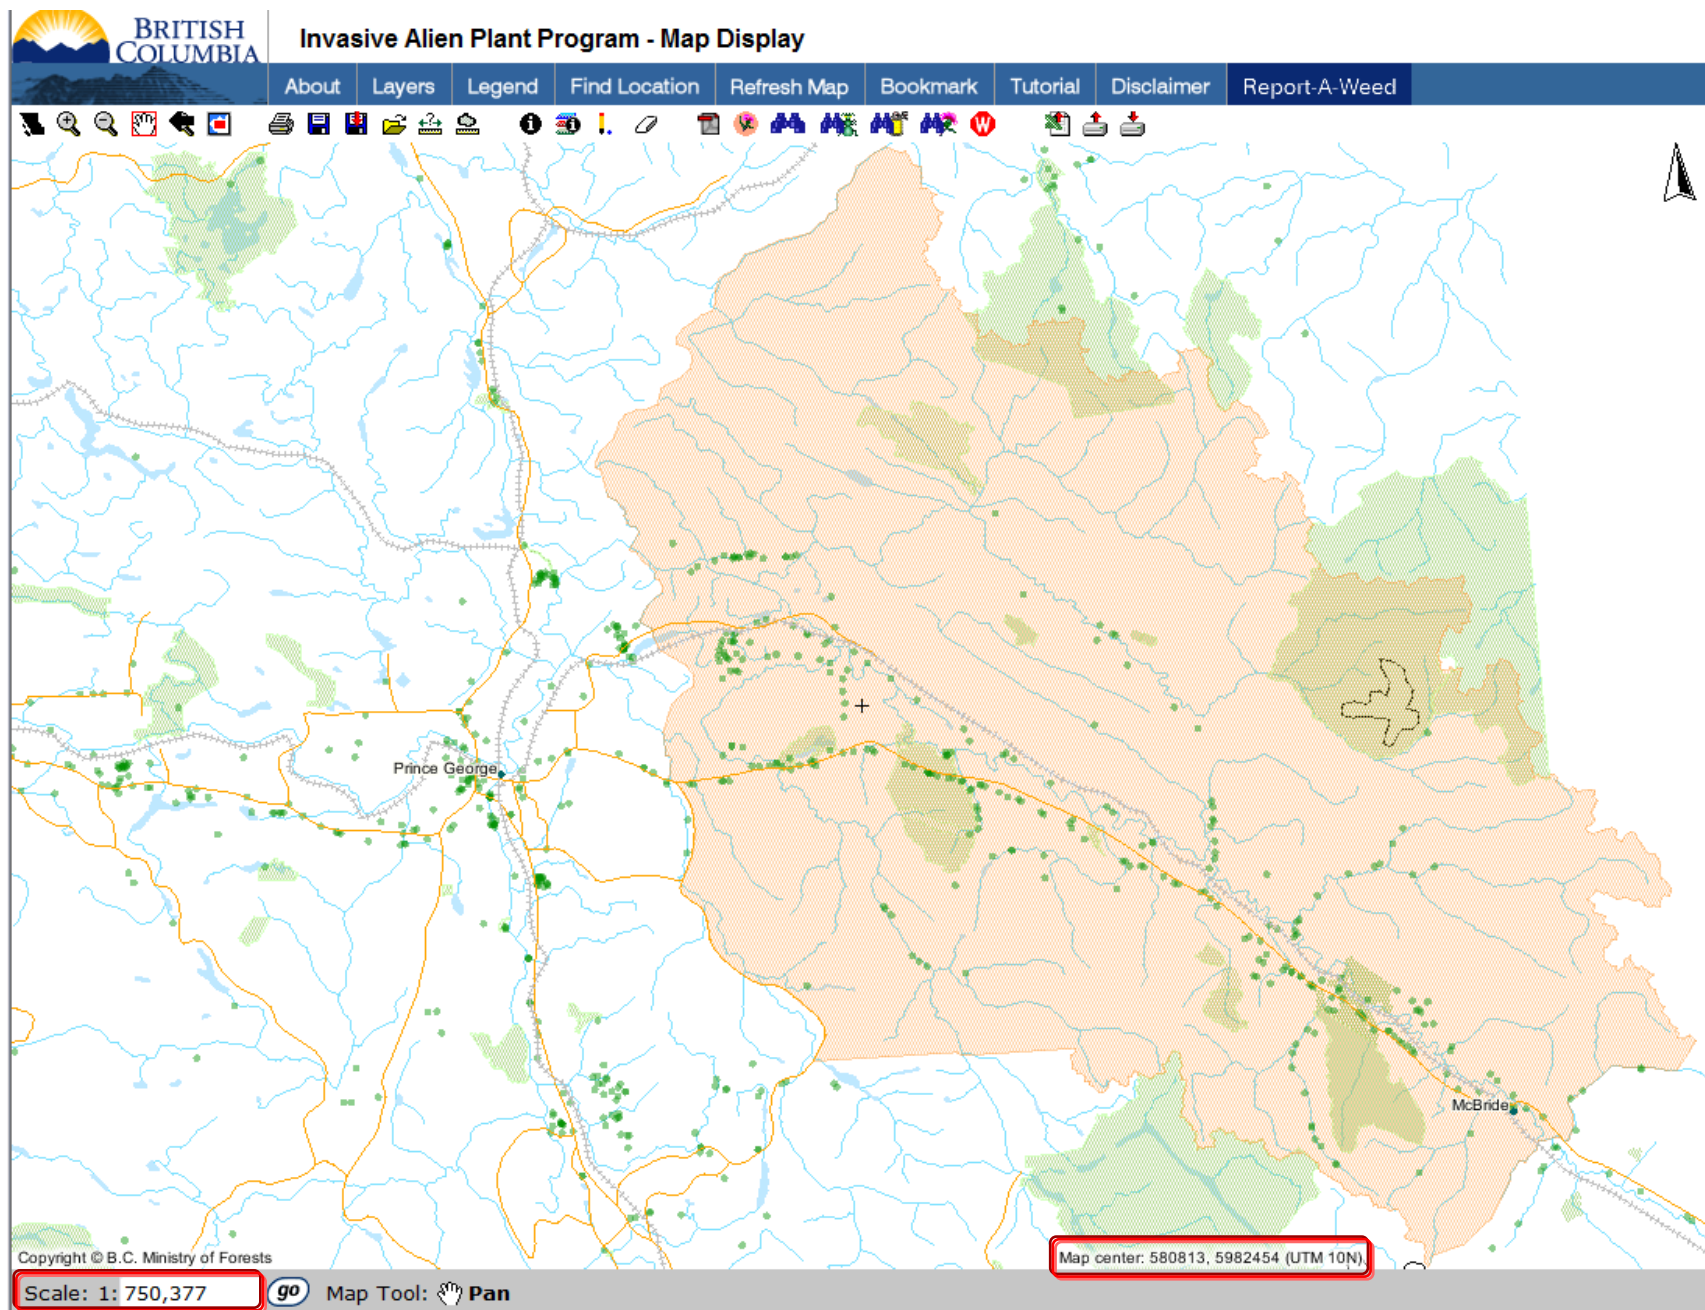 BRITISH
COLUMBIA
Invasive Alien Plant Program - Map Display
About Layers Legend Find Location Refresh Map Bookmark Tutorial Disclaimer Report-A-Weed
W
Prince George
McBride
Copyright © B.C. Ministry of Forests
Map center: 580813, 5982454 (UTM 10N)
Scale: 1: 750,377 go Map Tool: Pan